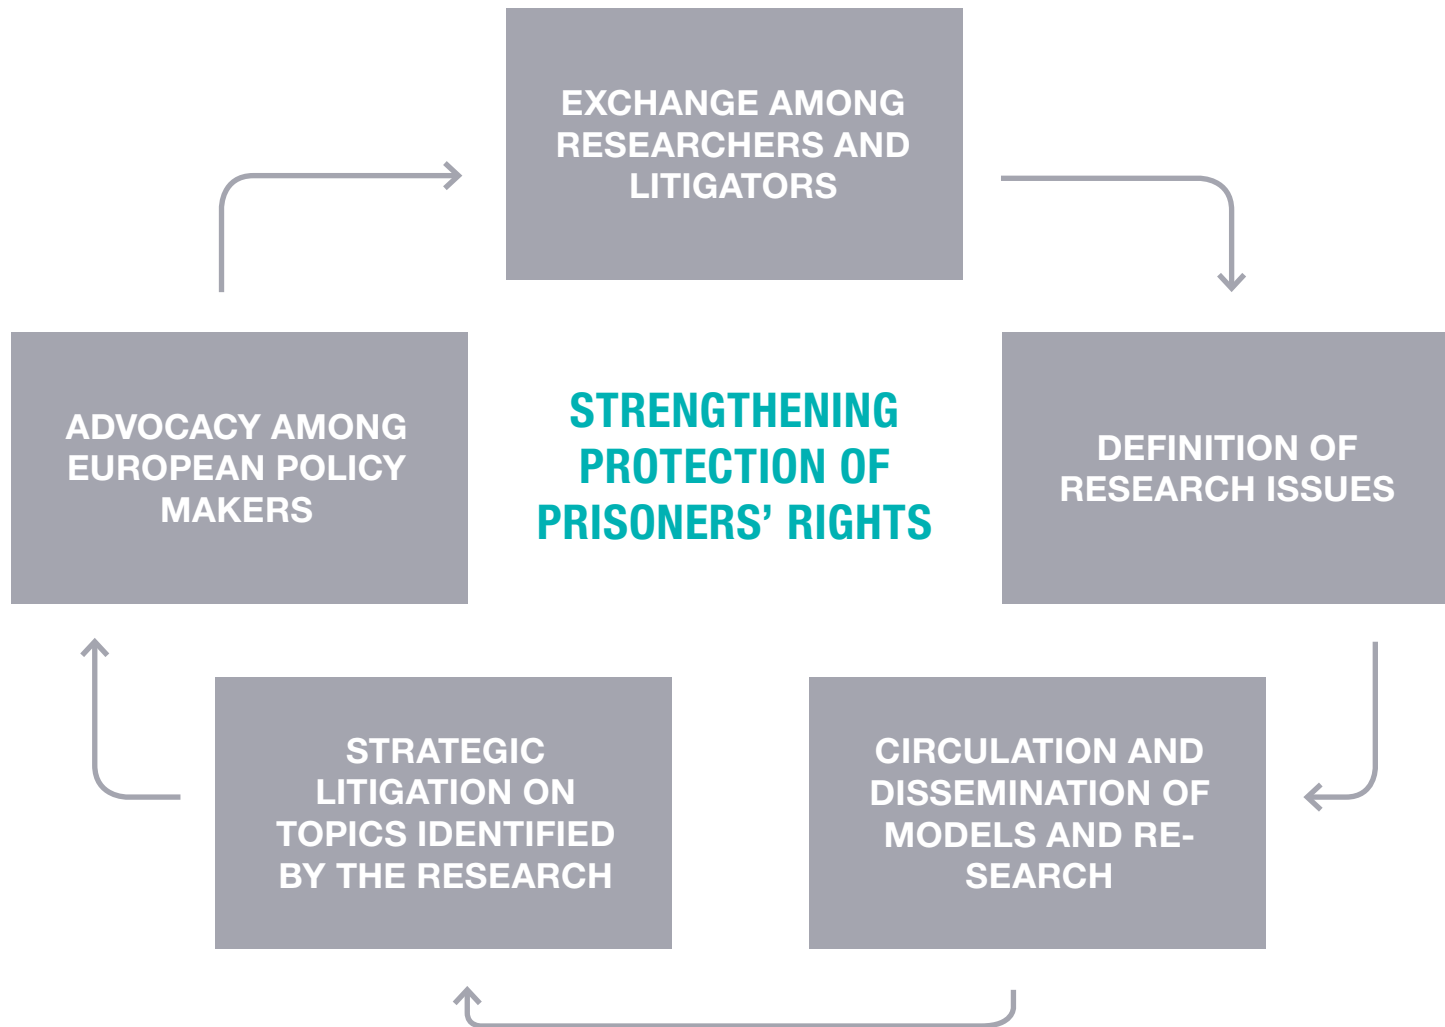 EXCHANGE AMONG
RESEARCHERS AND
LITIGATORS
ADVOCACY AMONG
EUROPEAN POLICY
MAKERS
STRENGTHENING
PROTECTION OF
PRISONERS’ RIGHTS
DEFINITION OF
RESEARCH ISSUES
STRATEGIC
LITIGATION ON
TOPICS IDENTIFIED
BY THE RESEARCH
CIRCULATION AND
DISSEMINATION OF
MODELS AND RE-
SEARCH